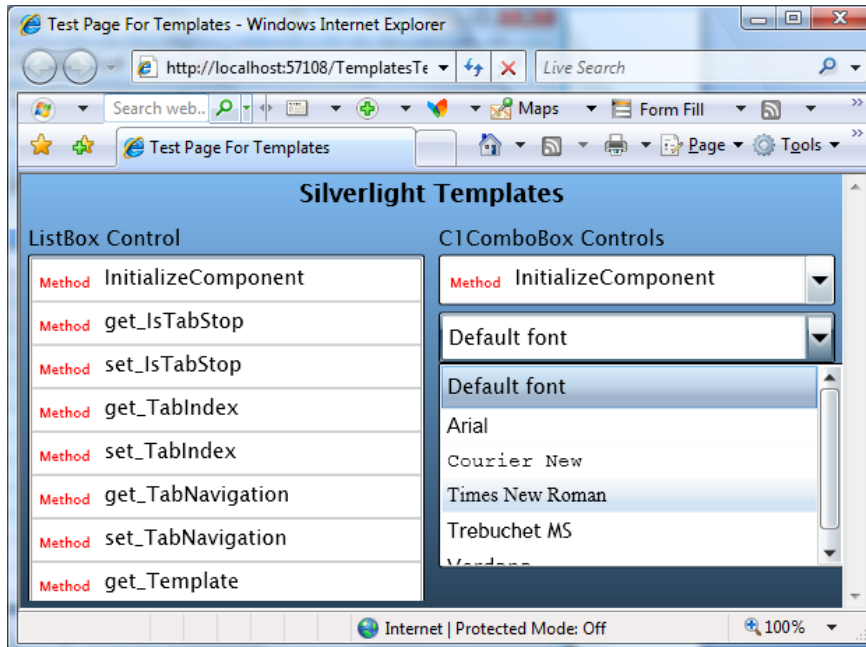 Test Page For Templates - Windows Internet Explorer
http://localhost:57108/TemplatesTe
Live Search
Search web..
Maps
Form Fill
Test Page For Templates
Page
Tools
Silverlight Templates
ListBox Control
Method InitializeComponent
Method get_IsTabStop
Method set_IsTabStop
Method get_TabIndex
Method set_TabIndex
Method get_TabNavigation
Method set_TabNavigation
Method get_Template
C1ComboBox Controls
Method InitializeComponent
Default font
Default font
Arial
Courier New
Times New Roman
Trebuchet MS
Verdana
Internet | Protected Mode: Off
100%